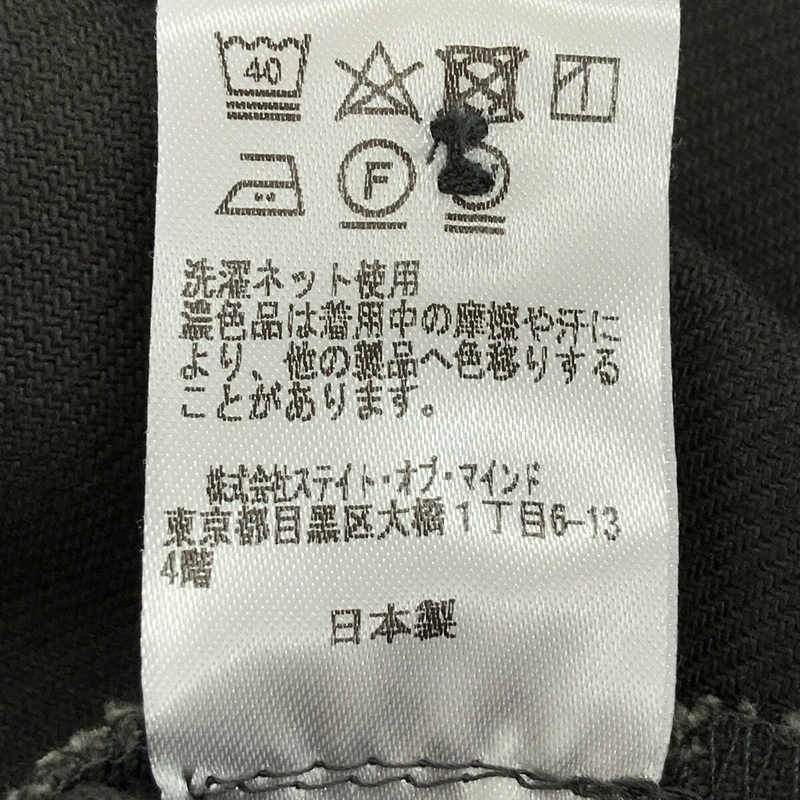 40
F
洗濯ネット使用
濃色品は着用中の摩擦や汗に
より、他の製品へ色移りする
ことがあります。
株式会社ステイト・オブ・マインド
東京都目黒区大橋1丁目6-13
4階
日本製